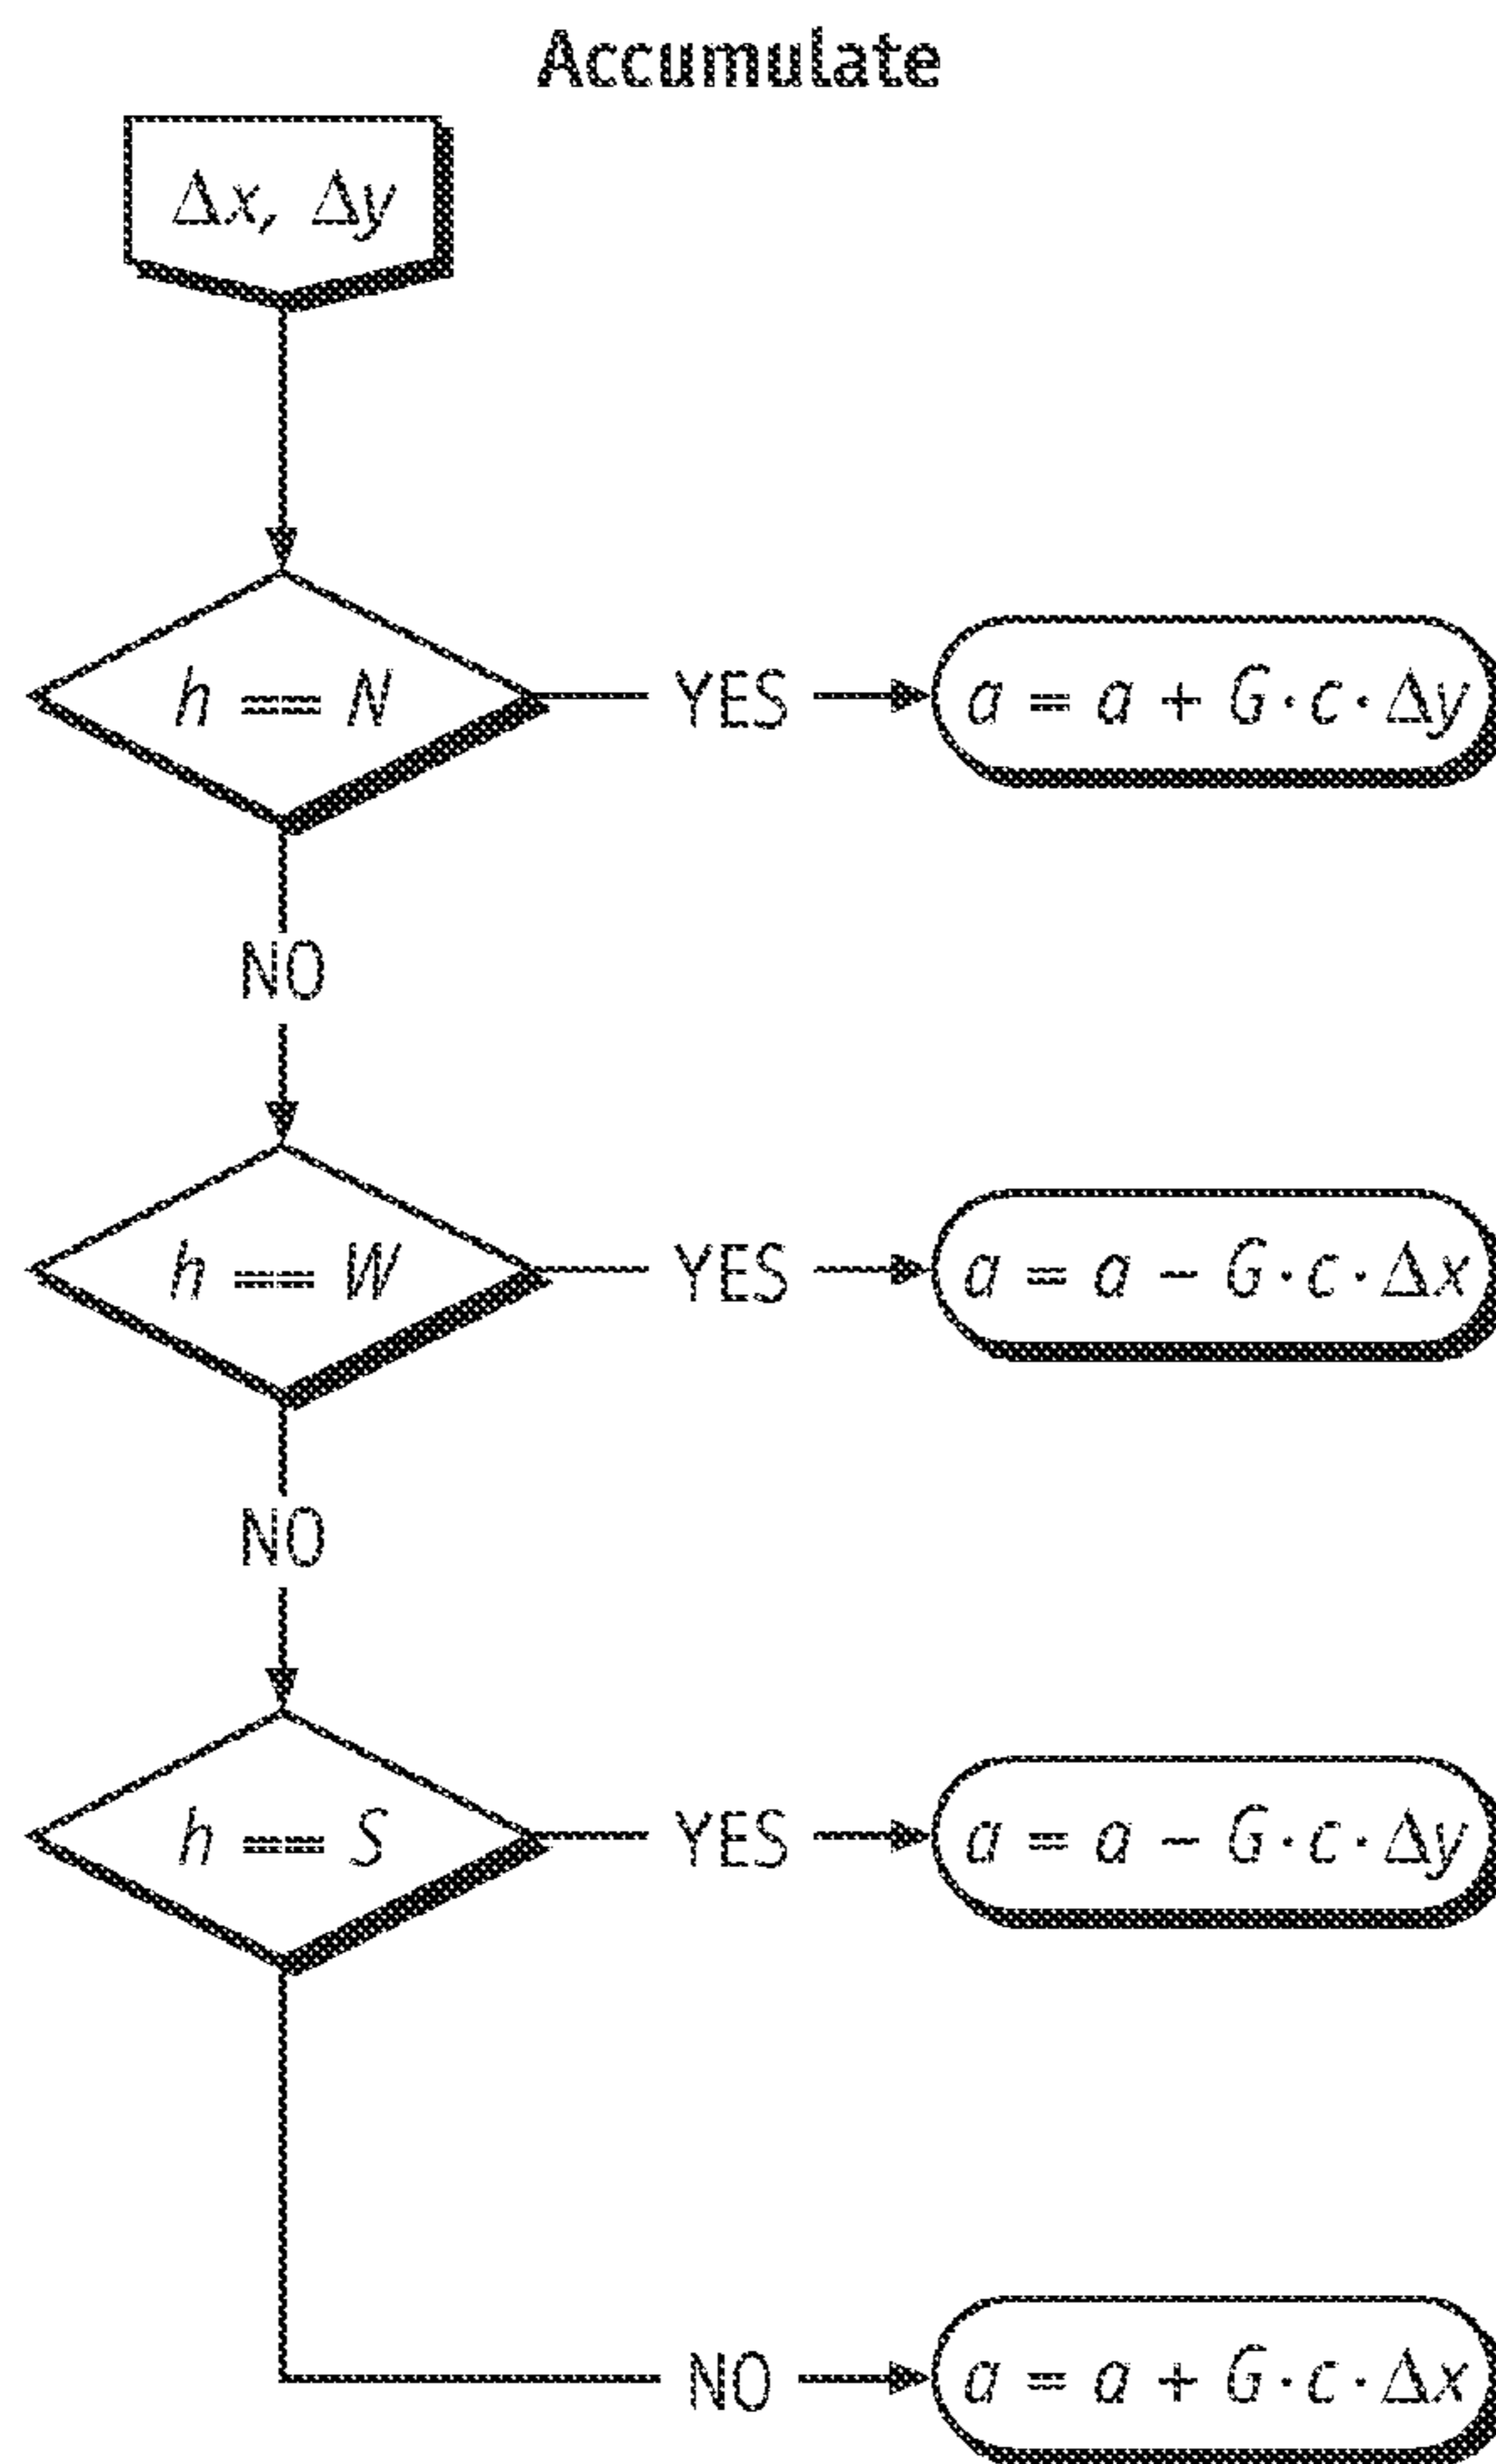 Accumulate
Δx, Δy
h == N
YES
a = a + G·c·Δy
NO
h == W
YES
a = a − G·c·Δx
NO
h == S
YES
a = a − G·c·Δy
NO
a = a + G·c·Δx